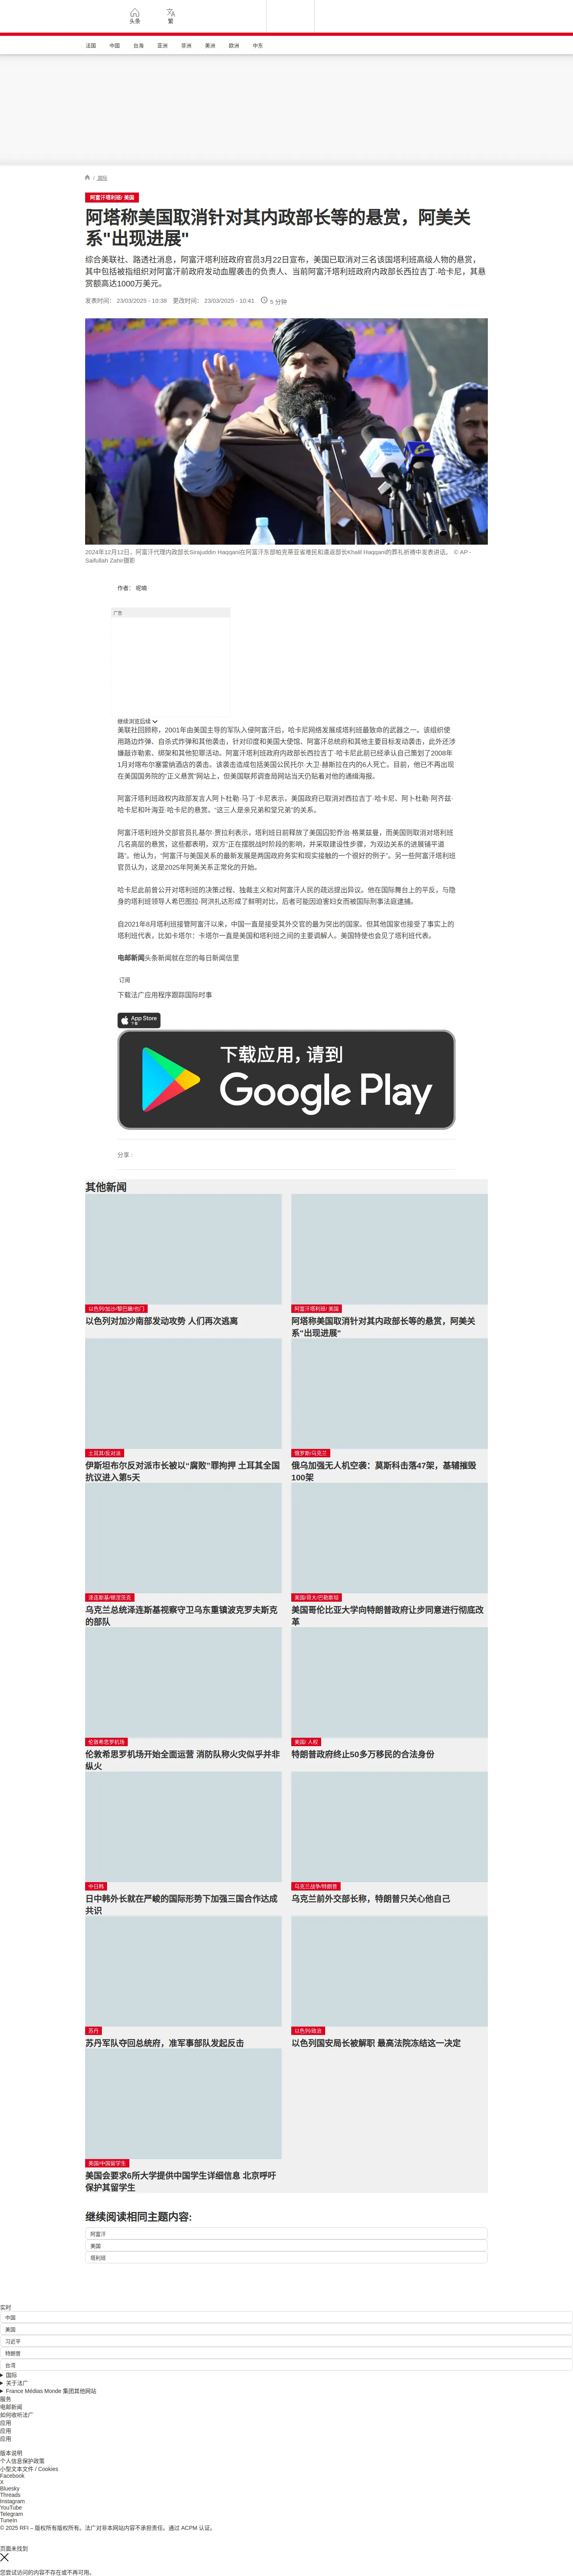 头条
繁
法国
中国
台海
亚洲
非洲
美洲
欧洲
中东
/ 国际
阿富汗塔利班/ 美国
阿塔称美国取消针对其内政部长等的悬赏，阿美关
系"出现进展"
综合美联社、路透社消息，阿富汗塔利班政府官员3月22日宣布，美国已取消对三名该国塔利班高级人物的悬赏，
其中包括被指组织对阿富汗前政府发动血腥袭击的负责人、当前阿富汗塔利班政府内政部长西拉吉丁·哈卡尼，其悬
赏额高达1000万美元。
发表时间： 23/03/2025 - 10:38 更改时间： 23/03/2025 - 10:41 5 分钟
2024年12月12日，阿富汗代理内政部长Sirajuddin Haqqani在阿富汗东部帕克蒂亚省难民和遣返部长Khalil Haqqani的葬礼祈祷中发表讲话。 © AP -
Saifullah Zahir摄影
作者： 呢喃
广告
继续浏览后续
美联社回顾称，2001年由美国主导的军队入侵阿富汗后，哈卡尼网络发展成塔利班最致命的武器之一。该组织使
用路边炸弹、自杀式炸弹和其他袭击，针对印度和美国大使馆、阿富汗总统府和其他主要目标发动袭击，此外还涉
嫌敲诈勒索、绑架和其他犯罪活动。阿富汗塔利班政府内政部长西拉吉丁·哈卡尼此前已经承认自己策划了2008年
1月对喀布尔塞雷纳酒店的袭击。该袭击造成包括美国公民托尔·大卫·赫斯拉在内的6人死亡。目前，他已不再出现
在美国国务院的“正义悬赏”网站上，但美国联邦调查局网站当天仍贴着对他的通缉海报。
阿富汗塔利班政权内政部发言人阿卜杜勒·马丁·卡尼表示，美国政府已取消对西拉吉丁·哈卡尼、阿卜杜勒·阿齐兹·
哈卡尼和叶海亚·哈卡尼的悬赏。“这三人是亲兄弟和堂兄弟”的关系。
阿富汗塔利班外交部官员扎基尔·贾拉利表示，塔利班日前释放了美国囚犯乔治·格莱兹曼，而美国则取消对塔利班
几名高层的悬赏，这些都表明，双方“正在摆脱战时阶段的影响，并采取建设性步骤，为双边关系的进展铺平道
路”。他认为，“阿富汗与美国关系的最新发展是两国政府务实和现实接触的一个很好的例子”。另一些阿富汗塔利班
官员认为，这是2025年阿美关系正常化的开始。
哈卡尼此前曾公开对塔利班的决策过程、独裁主义和对阿富汗人民的疏远提出异议。他在国际舞台上的平反，与隐
身的塔利班领导人希巴图拉·阿洪扎达形成了鲜明对比，后者可能因迫害妇女而被国际刑事法庭逮捕。
自2021年8月塔利班接管阿富汗以来，中国一直是接受其外交官的最为突出的国家。但其他国家也接受了事实上的
塔利班代表，比如卡塔尔：卡塔尔一直是美国和塔利班之间的主要调解人。美国特使也会见了塔利班代表。
电邮新闻头条新闻就在您的每日新闻信里
订阅
下载法广应用程序跟踪国际时事
App Store
下载
下载应用，请到
Google Play
分享 :
其他新闻
以色列/加沙/黎巴嫩/也门
以色列对加沙南部发动攻势 人们再次逃离
阿富汗塔利班/ 美国
阿塔称美国取消针对其内政部长等的悬赏，阿美关
系"出现进展"
土耳其/反对派
伊斯坦布尔反对派市长被以“腐败”罪拘押 土耳其全国
抗议进入第5天
俄罗斯/乌克兰
俄乌加强无人机空袭：莫斯科击落47架，基辅摧毁
100架
泽连斯基/顿涅茨克
乌克兰总统泽连斯基视察守卫乌东重镇波克罗夫斯克
的部队
美国/哥大/巴勒斯坦
美国哥伦比亚大学向特朗普政府让步同意进行彻底改
革
伦敦希思罗机场
伦敦希思罗机场开始全面运营 消防队称火灾似乎并非
纵火
美国/ 人权
特朗普政府终止50多万移民的合法身份
中日韩
日中韩外长就在严峻的国际形势下加强三国合作达成
共识
乌克兰战争/特朗普
乌克兰前外交部长称，特朗普只关心他自己
苏丹
苏丹军队夺回总统府，准军事部队发起反击
以色列/政治
以色列国安局长被解职 最高法院冻结这一决定
美国/中国留学生
美国会要求6所大学提供中国学生详细信息 北京呼吁
保护其留学生
继续阅读相同主题内容:
阿富汗
美国
塔利班
实时
中国
美国
习近平
特朗普
台湾
国际
关于法广
France Médias Monde 集团其他网站
服务
电邮新闻
如何收听法广
应用
应用
应用
版本说明
个人信息保护政策
小型文本文件 / Cookies
Facebook
X
Bluesky
Threads
Instagram
YouTube
Telegram
TuneIn
© 2025 RFI – 版权所有版权所有。法广对非本网站内容不承担责任。通过 ACPM 认证。
页面未找到
您尝试访问的内容不存在或不再可用。